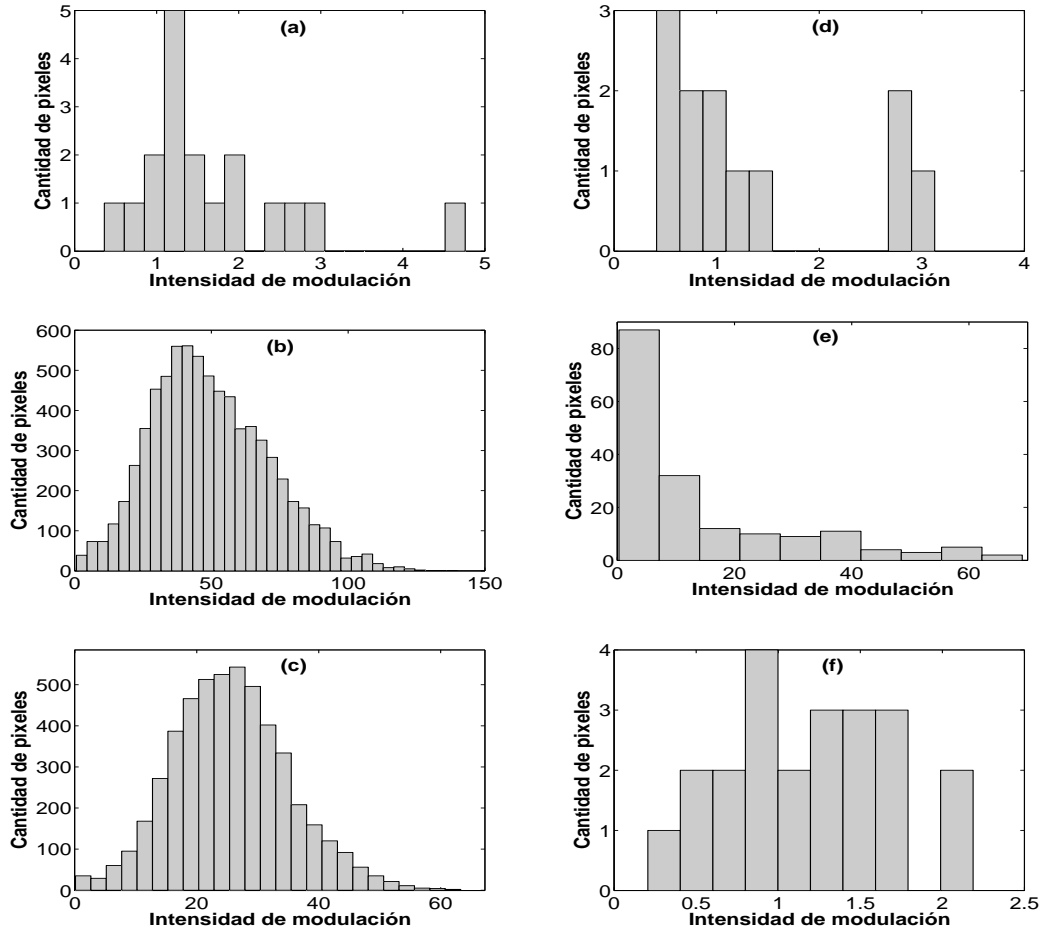 (a)
Cantidad de pixeles
5
4
3
2
1
0
0 1 2 3 4 5
Intensidad de modulación
(d)
Cantidad de pixeles
3
2
1
0
0 1 2 3 4
Intensidad de modulación
(b)
Cantidad de pixeles
600
500
400
300
200
100
0
0 50 100 150
Intensidad de modulación
(e)
Cantidad de pixeles
80
60
40
20
0
0 20 40 60
Intensidad de modulación
(c)
Cantidad de pixeles
500
400
300
200
100
0
0 20 40 60
Intensidad de modulación
(f)
Cantidad de pixeles
4
3
2
1
0
0 0.5 1 1.5 2 2.5
Intensidad de modulación